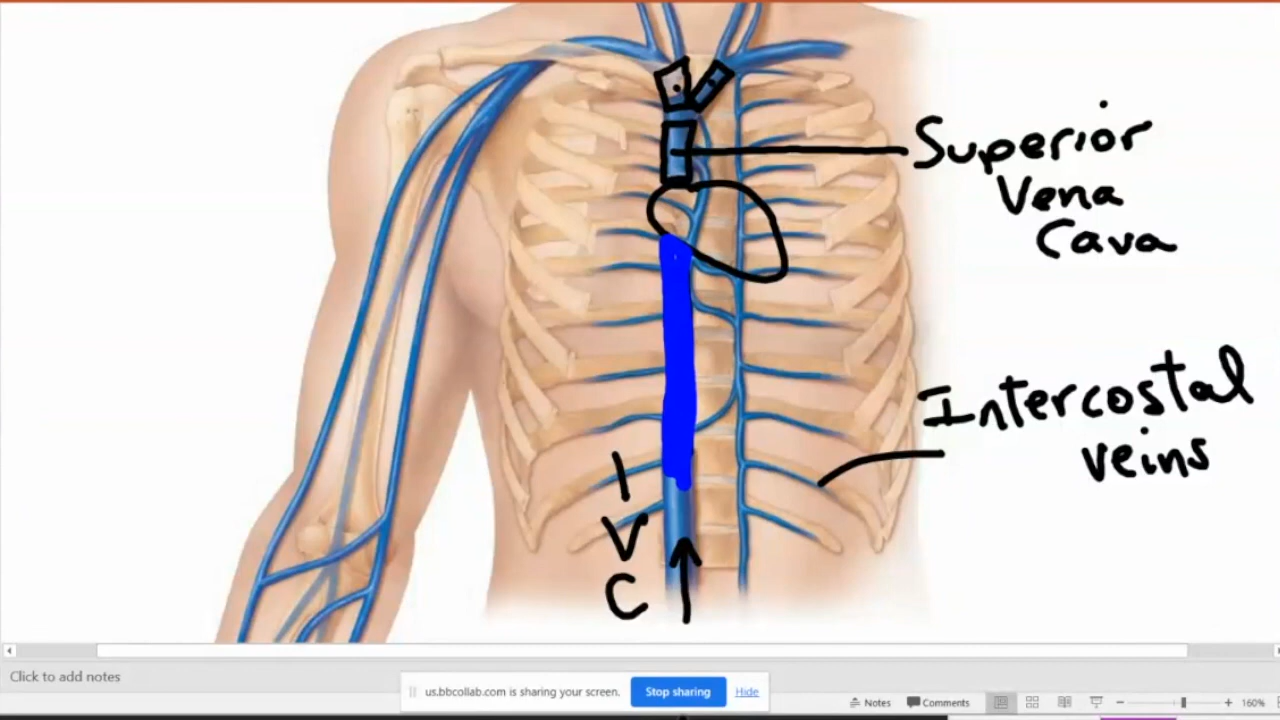 Superior
Vena
Cava
Intercostal
veins
I
V
C
Click to add notes
us.bbcollab.com is sharing your screen.
Stop sharing
Hide
Notes
Comments
160%